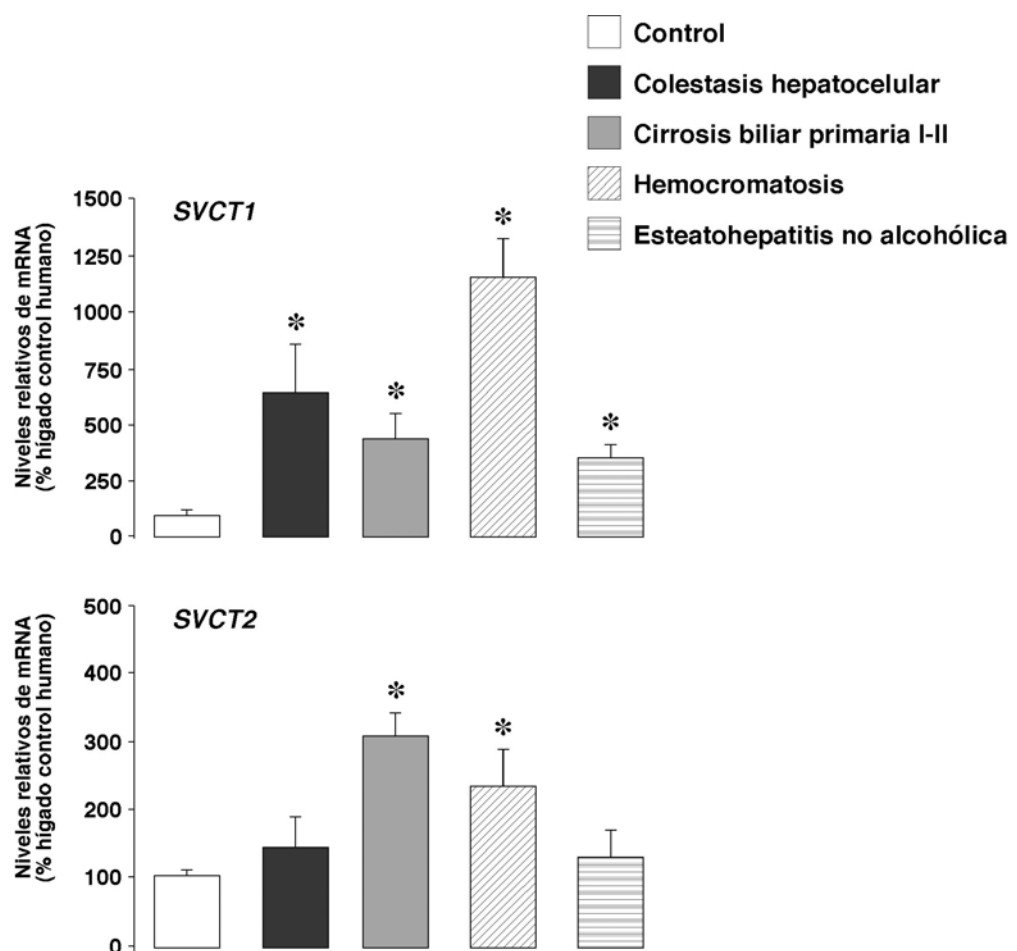 Control
Colestasis hepatocelular
Cirrosis biliar primaria I-II
Hemocromatosis
Esteatohepatitis no alcohólica
Niveles relativos de mRNA
(% hígado control humano)
SVCT1
1500
1250
1000
750
500
250
0
*
*
*
*
Niveles relativos de mRNA
(% hígado control humano)
SVCT2
500
400
300
200
100
0
*
*